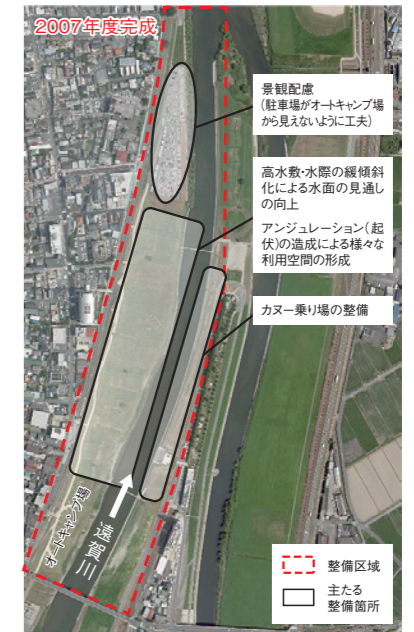 2007年度完成
景観配慮
(駐車場がオートキャンプ場
から見えないように工夫)
高水敷・水際の緩傾斜
化による水面の見通し
の向上
アンジュレーション(起
伏)の造成による様々な
利用空間の形成
カヌー乗り場の整備
オートキャンプ場
遠賀川
整備区域
主たる
整備箇所